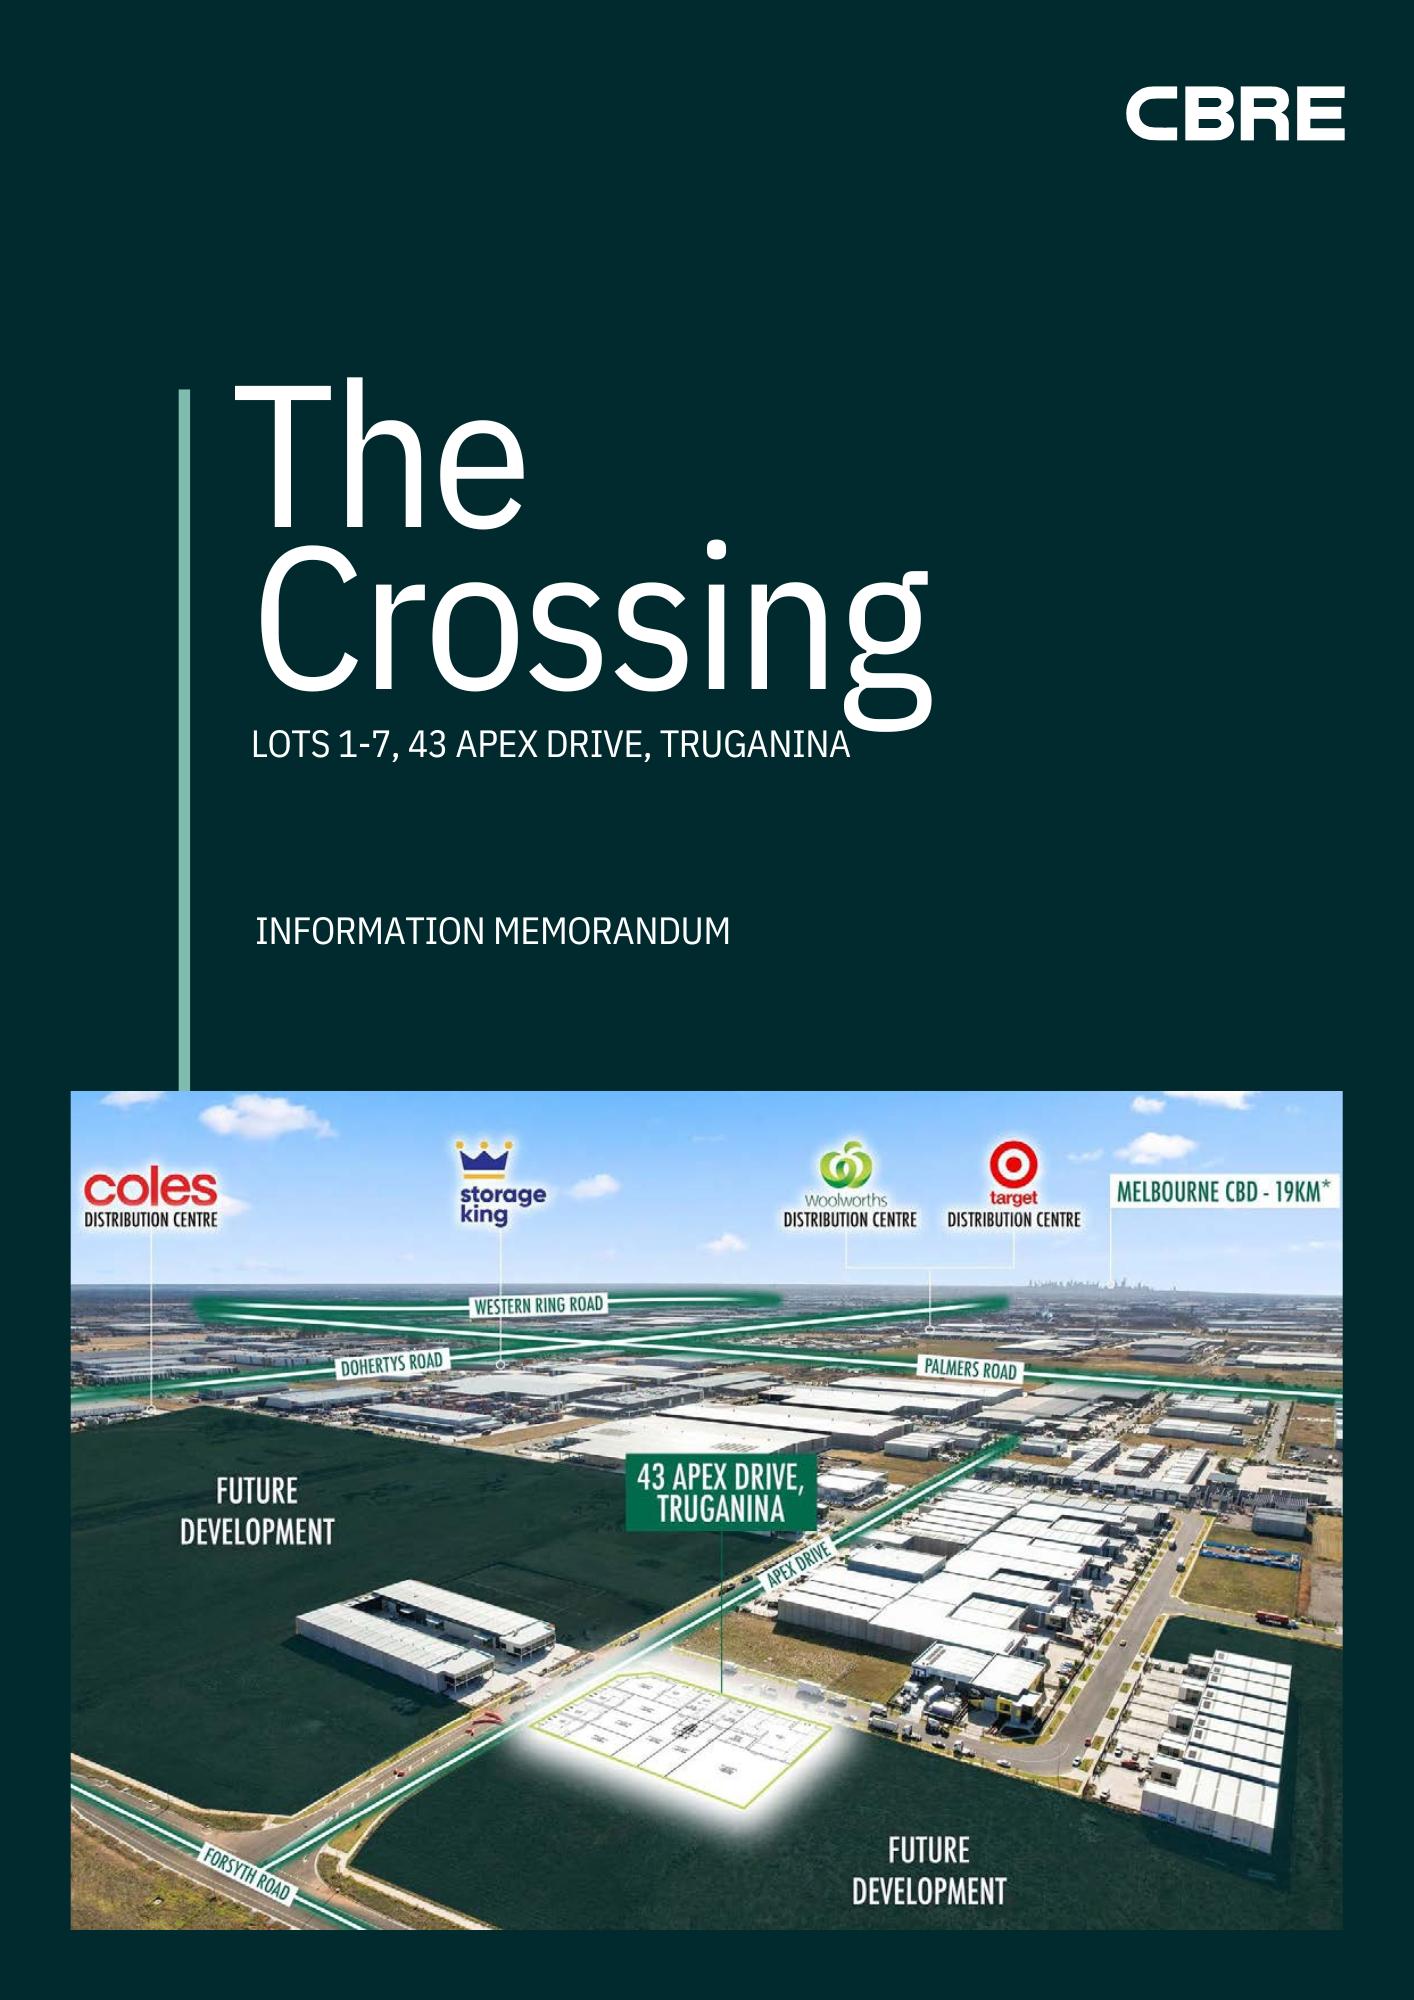 CBRE
The
Crossing
LOTS 1-7, 43 APEX DRIVE, TRUGANINA
INFORMATION MEMORANDUM
coles
DISTRIBUTION CENTRE
storage
king
Woolworths
DISTRIBUTION CENTRE
target
DISTRIBUTION CENTRE
MELBOURNE CBD - 19KM*
WESTERN RING ROAD
DOHERTYS ROAD
PALMERS ROAD
43 APEX DRIVE,
TRUGANINA
FUTURE
DEVELOPMENT
APEX DRIVE
FORSYTH ROAD
FUTURE
DEVELOPMENT